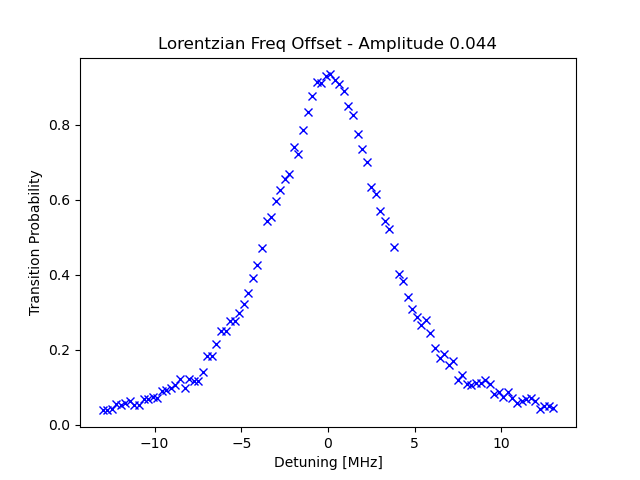 Lorentzian Freq Offset - Amplitude 0.044
Transition Probability
0.8
0.6
0.4
0.2
0.0
−10 −5 0 5 10
Detuning [MHz]